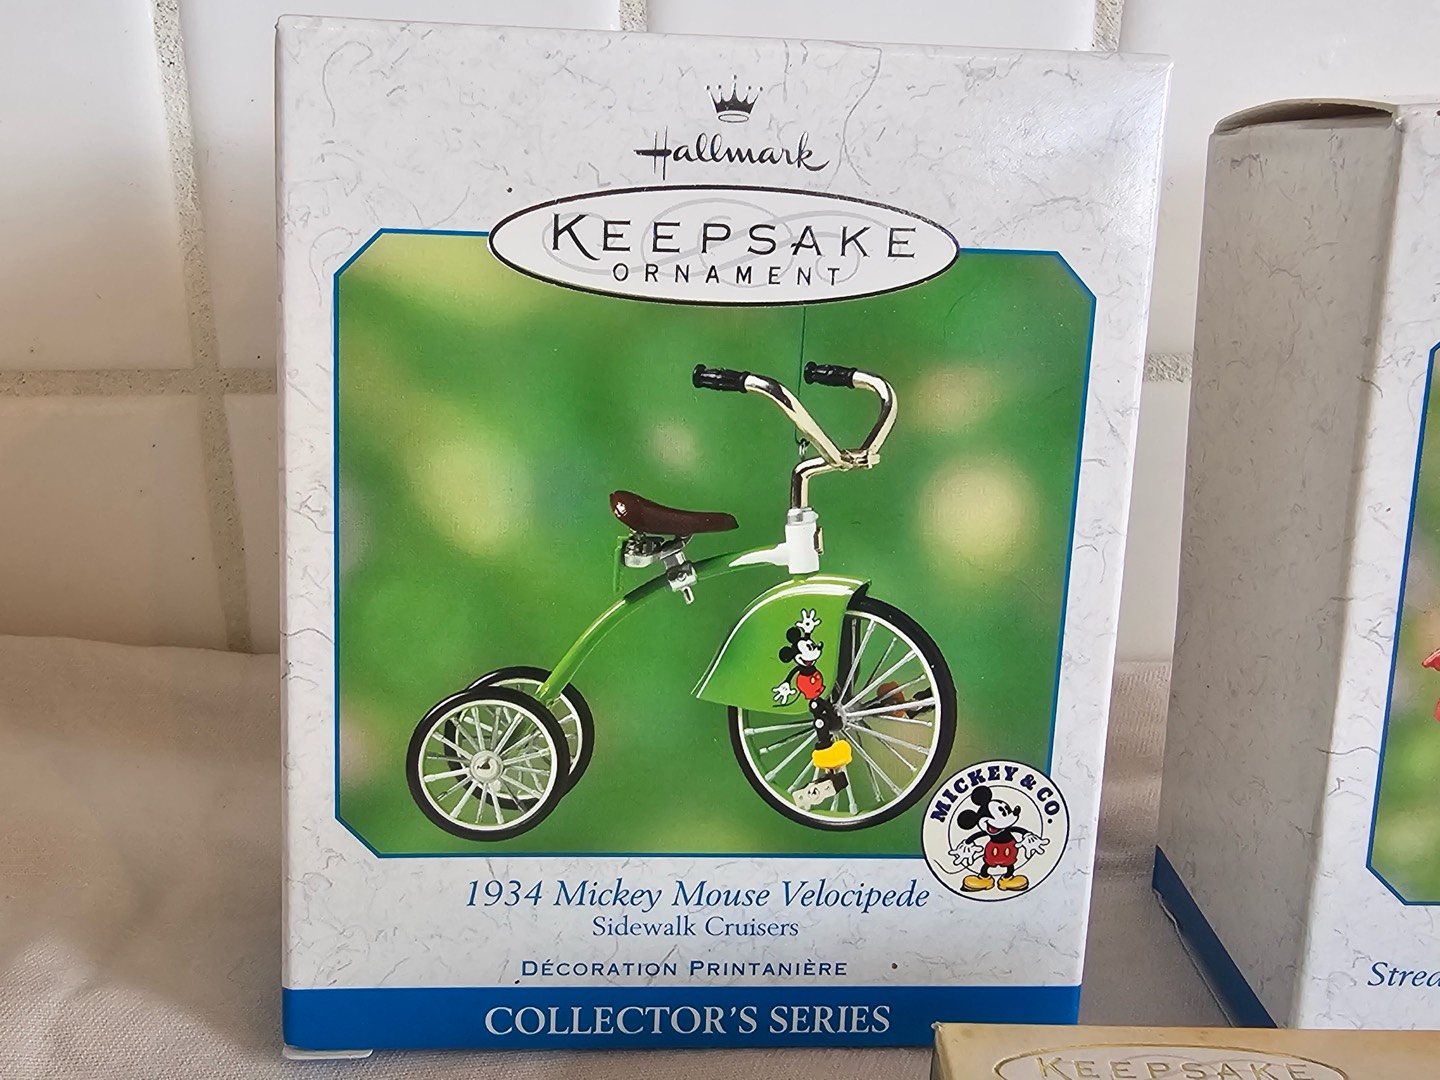 Hallmark
KEEPSAKE
ORNAMENT
MICKEY & CO.
1934 Mickey Mouse Velocipede
Sidewalk Cruisers
DÉCORATION PRINTANIÈRE
COLLECTOR'S SERIES
KEEPSAKE